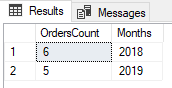 Results Messages
OrdersCount Months
1 6 2018
2 5 2019